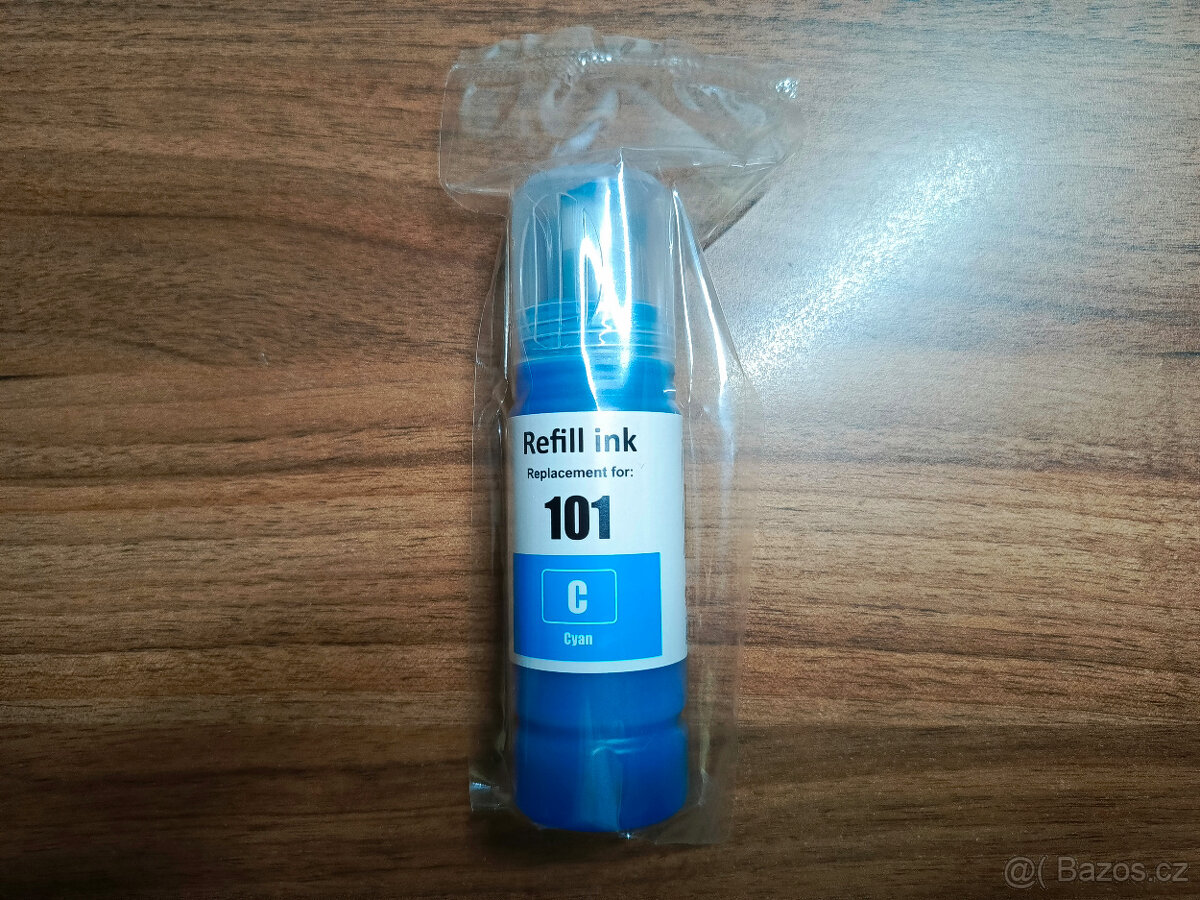 Refill ink
Replacement for:
101
C
Cyan
@( Bazos.cz